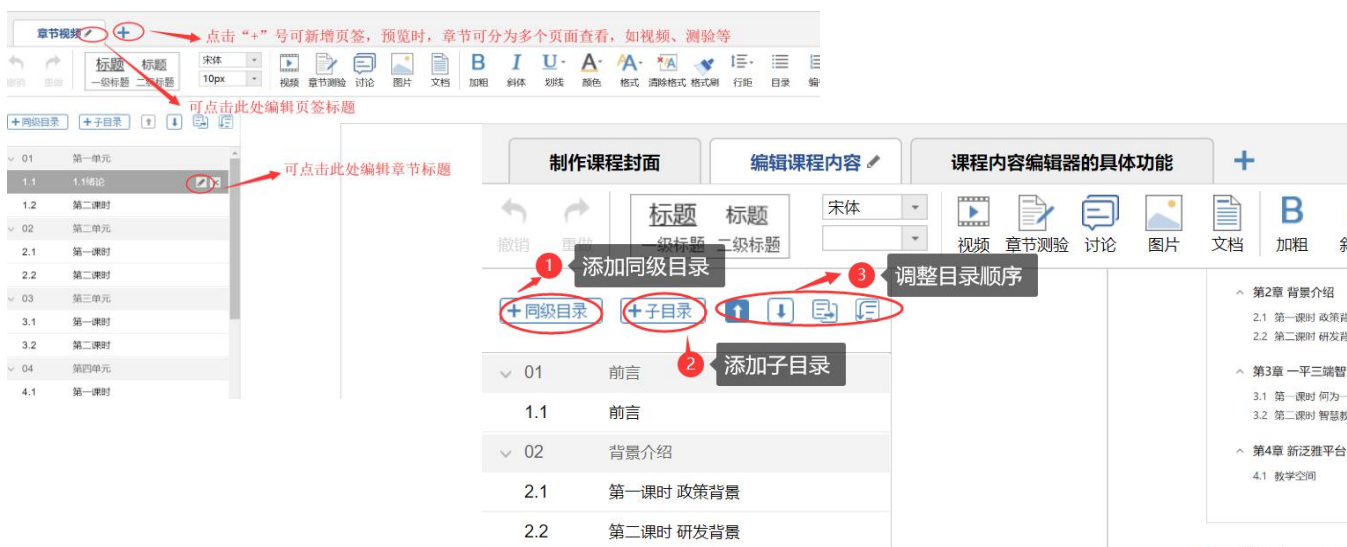 章节视频
点击“+”号可新增页签，预览时，章节可分为多个页面查看，如视频、测验等
撤销 重做
标题 标题
一级标题 二级标题
宋体
10px
视频 章节测验 讨论 图片 文档
B I U A A
加粗 斜体 划线 颜色 格式 清除格式 格式刷 行距 目录
可点击此处编辑页签标题
+同级目录 +子目录
01 第一单元
可点击此处编辑章节标题
1.1 1.1绪论
1.2 第二课时
02 第二单元
2.1 第一课时
2.2 第二课时
03 第三单元
3.1 第一课时
3.2 第二课时
04 第四单元
4.1 第一课时
制作课程封面 编辑课程内容 课程内容编辑器的具体功能 +
撤销 重做
标题 标题
一级标题 二级标题
宋体
视频 章节测验 讨论 图片 文档
B
加粗
1 添加同级目录
3 调整目录顺序
+同级目录 +子目录
2 添加子目录
01 前言
1.1 前言
02 背景介绍
2.1 第一课时 政策背景
2.2 第二课时 研发背景
第2章 背景介绍
2.1 第一课时 政策
2.2 第二课时 研发
第3章 一平三端智
3.1 第一课时 何为一
3.2 第二课时 智慧教
第4章 新泛雅平台
4.1 教学空间